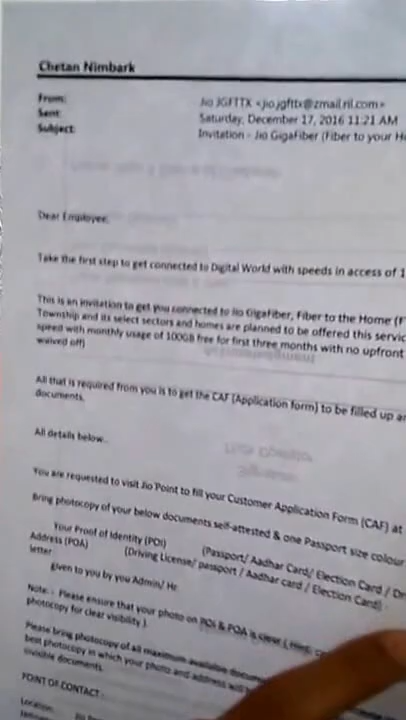 Chetan Nimbark
From: Jio JGFTTX <jio.jgfttx@zmail.ril.com>
Sent: Saturday, December 17, 2016 11:21 AM
Subject: Invitation - Jio GigaFiber (Fiber to your
Dear Employee,
Take the first step to get connected to Digital World with speeds in access of 1
This is an invitation to get you connected to Jio GigaFiber, Fiber to the Home
Township and its select sectors and homes are planned to be offered this
speed with monthly usage of 100GB free for first three months with no upfront
waived off)
All that is required from you is to get the CAF (Application form) to be filled up
documents.
All details below..
You are requested to visit Jio Point to fill your Customer Application Form (CAF) at
Bring photocopy of your below documents self-attested & one Passport size colour
Your Proof of Identity (POI) (Passport/ Aadhar Card/ Election Card /
Address (POA) (Driving License/ passport / Aadhar card / Election Card)
letter
given to you by you Admin/ Hr
Note:- Please ensure that your photo on POI & POA is clear ( Hint:
photocopy for clear visibility ).
Please bring photocopy of all maximum available
best photocopy in which your photo and address will
invisible documents.
POINT OF CONTACT:-
Location: